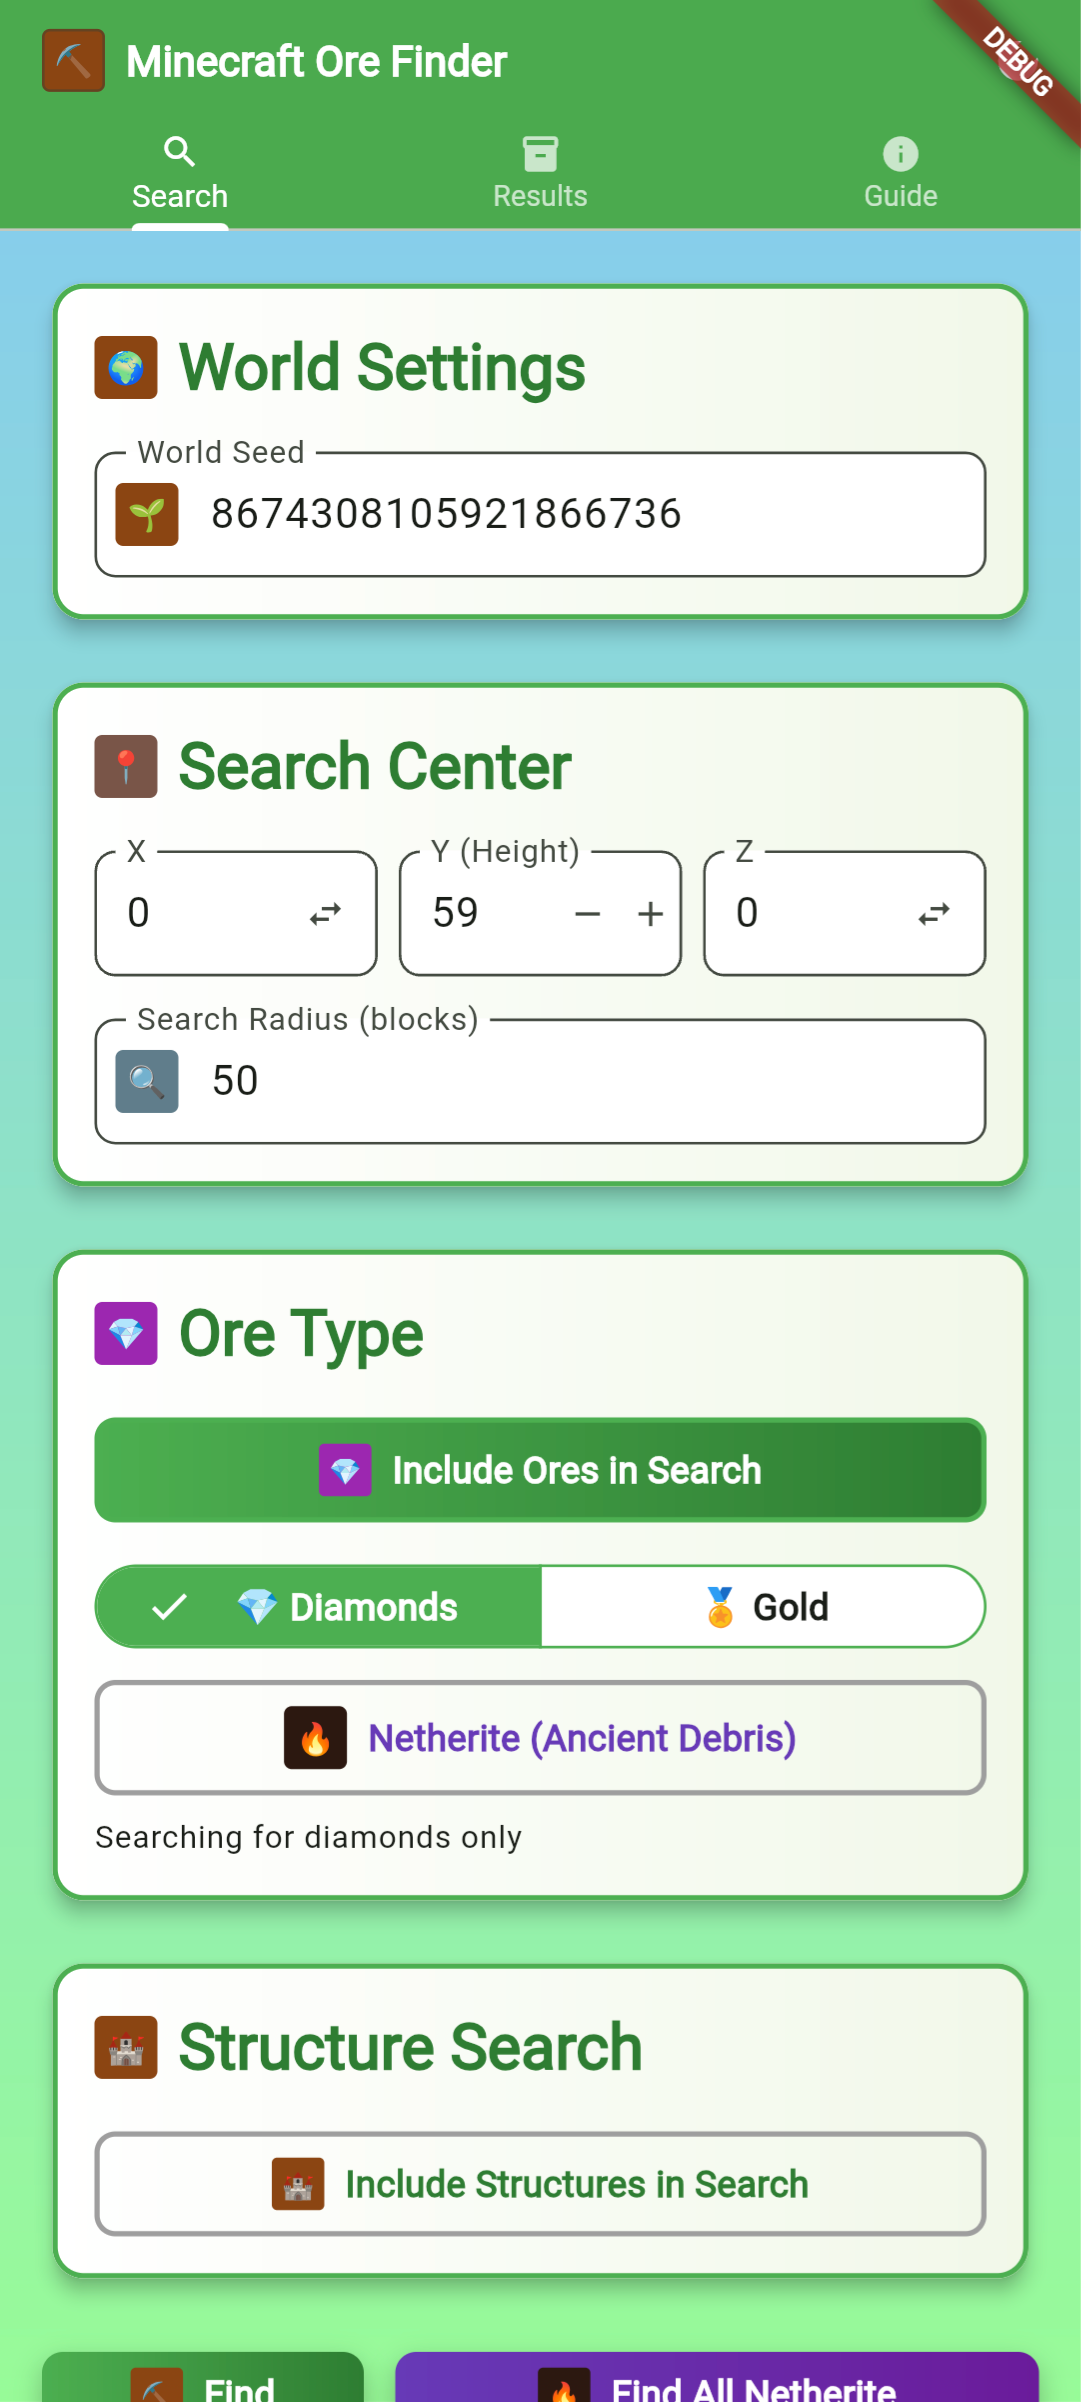 Minecraft Ore Finder
DEBUG
Search
Results
Guide
World Settings
World Seed
8674308105921866736
Search Center
X
Y (Height)
Z
0
59
0
Search Radius (blocks)
50
Ore Type
Include Ores in Search
Diamonds
Gold
Netherite (Ancient Debris)
Searching for diamonds only
Structure Search
Include Structures in Search
Find
Find All Netherite